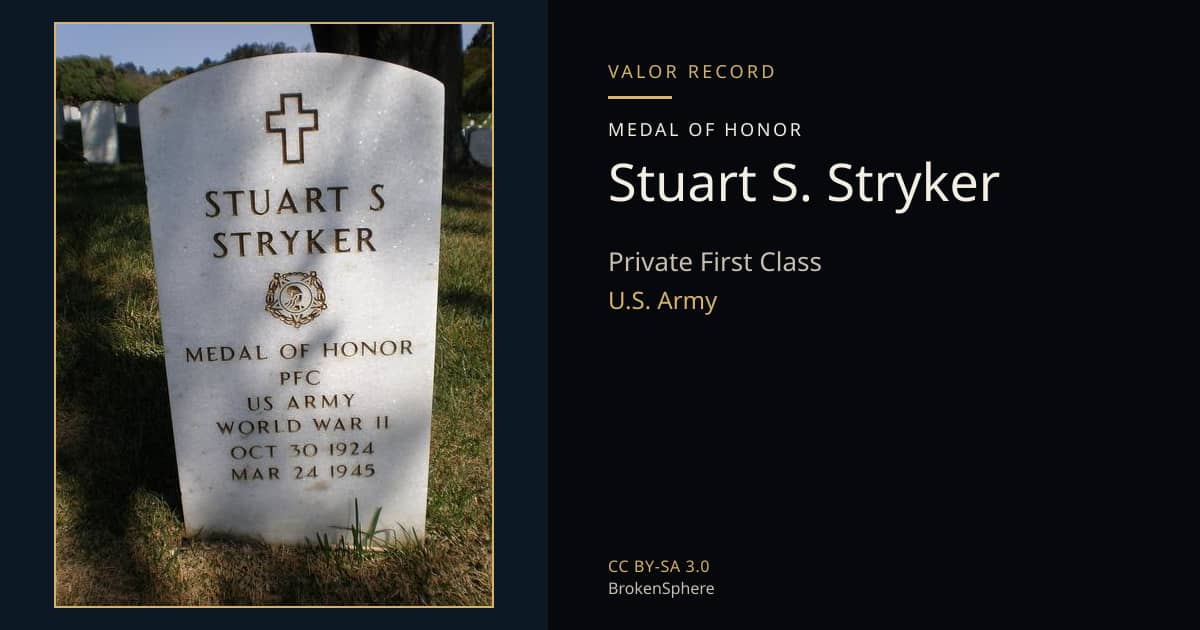 STUART S
STRYKER
MEDAL OF HONOR
PFC
US ARMY
WORLD WAR II
OCT 30 1924
MAR 24 1945
VALOR RECORD
MEDAL OF HONOR
Stuart S. Stryker
Private First Class
U.S. Army
CC BY-SA 3.0
BrokenSphere